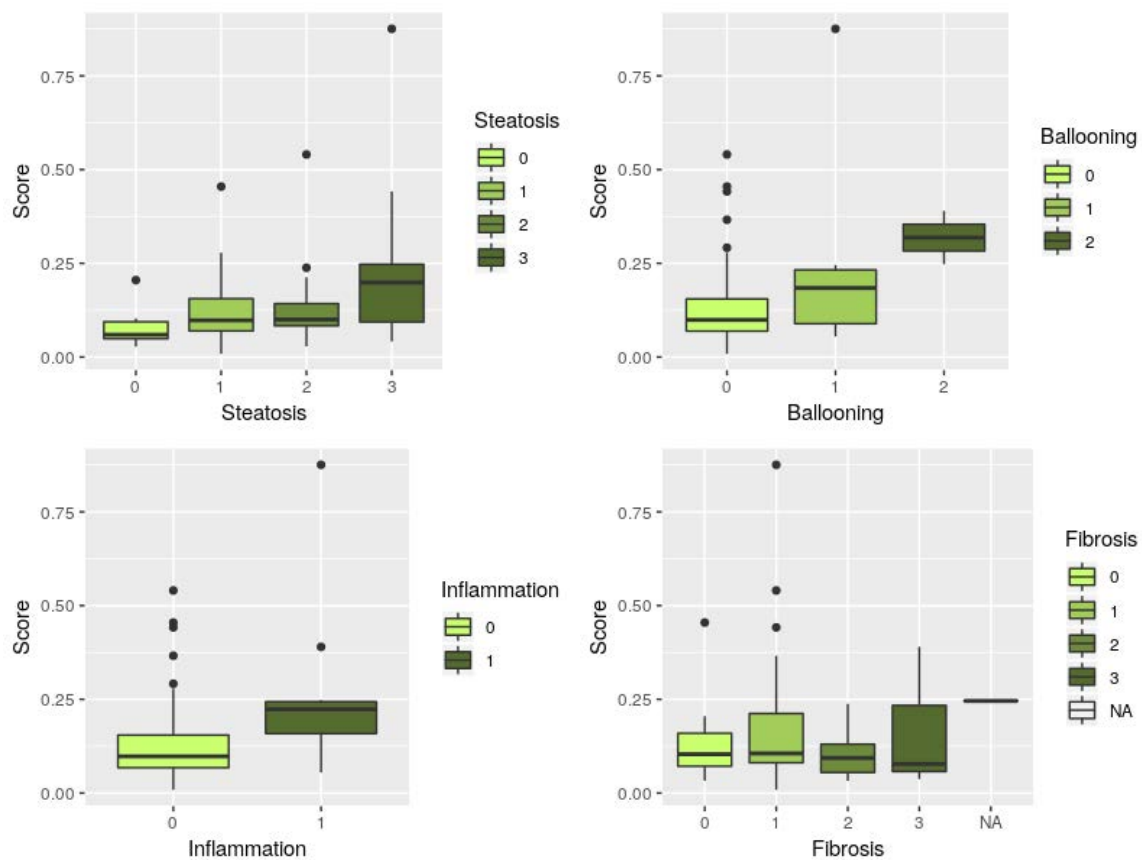 Score
0.75
0.50
0.25
0.00
0 1 2 3
Steatosis
Steatosis
0
1
2
3
Score
0.75
0.50
0.25
0.00
0 1 2
Ballooning
Ballooning
0
1
2
Score
0.75
0.50
0.25
0.00
0 1
Inflammation
Inflammation
0
1
Score
0.75
0.50
0.25
0.00
0 1 2 3 NA
Fibrosis
Fibrosis
0
1
2
3
NA